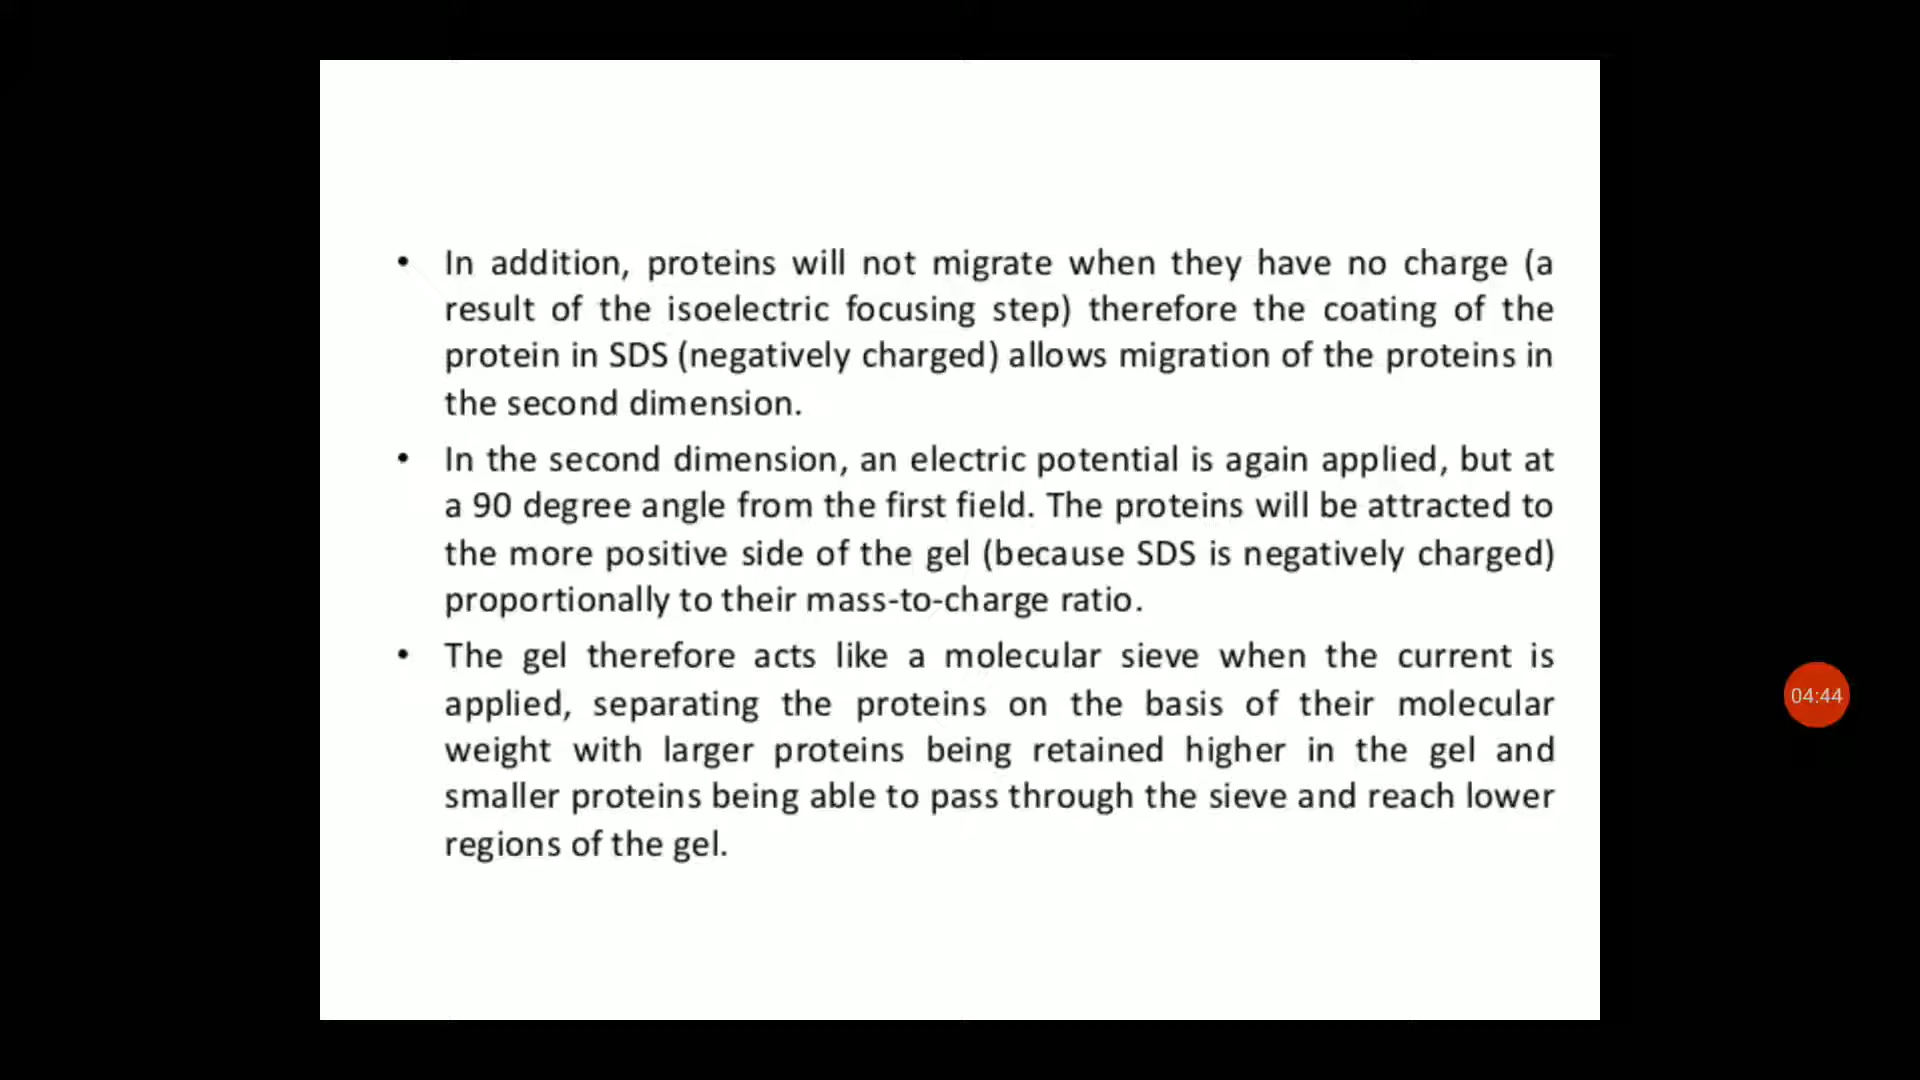 • In addition, proteins will not migrate when they have no charge (a
result of the isoelectric focusing step) therefore the coating of the
protein in SDS (negatively charged) allows migration of the proteins in
the second dimension.
• In the second dimension, an electric potential is again applied, but at
a 90 degree angle from the first field. The proteins will be attracted to
the more positive side of the gel (because SDS is negatively charged)
proportionally to their mass-to-charge ratio.
• The gel therefore acts like a molecular sieve when the current is
applied, separating the proteins on the basis of their molecular
weight with larger proteins being retained higher in the gel and
smaller proteins being able to pass through the sieve and reach lower
regions of the gel.
04:44